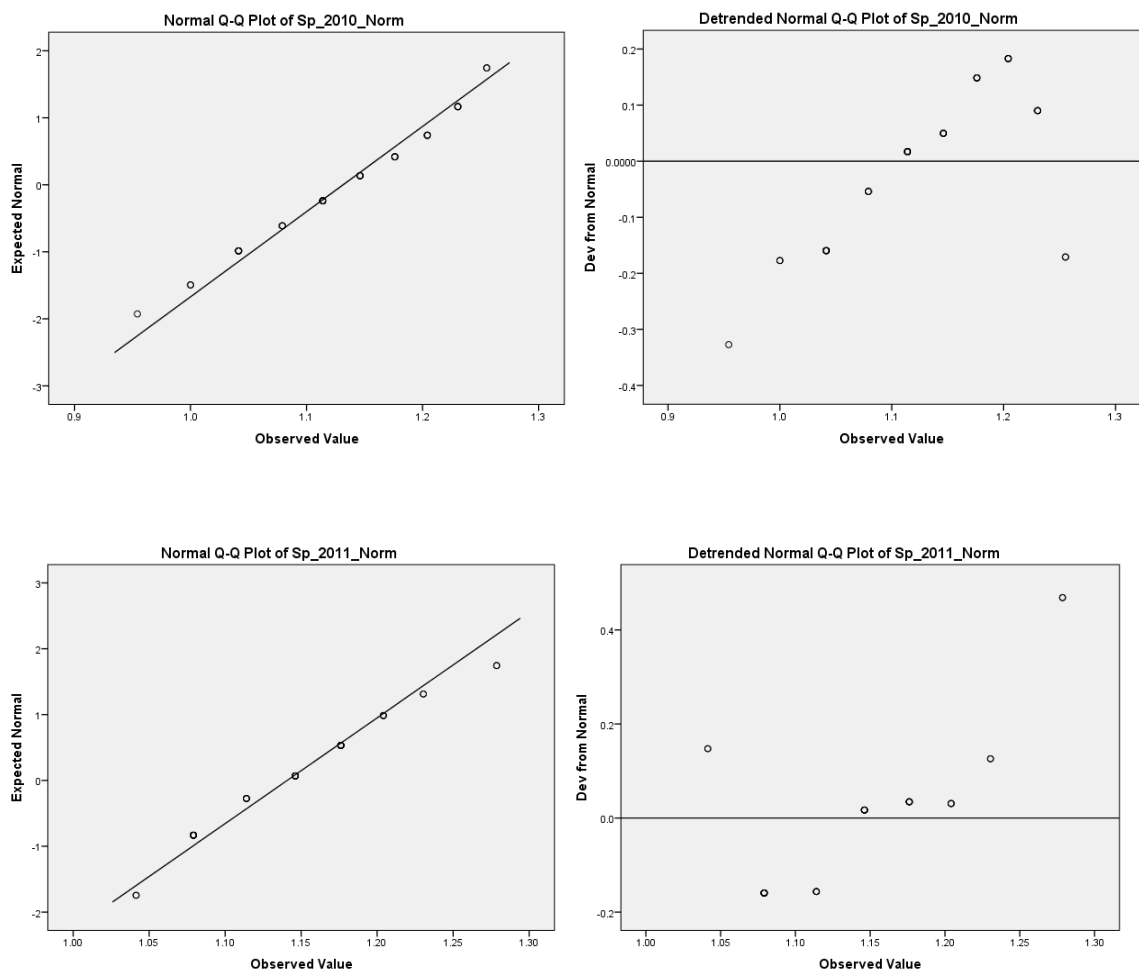 Normal Q-Q Plot of Sp_2010_Norm
2
1
0
-1
-2
-3
Expected Normal
0.9 1.0 1.1 1.2 1.3
Observed Value
Detrended Normal Q-Q Plot of Sp_2010_Norm
0.2
0.1
0.0000
-0.1
-0.2
-0.3
-0.4
Dev from Normal
0.9 1.0 1.1 1.2 1.3
Observed Value
Normal Q-Q Plot of Sp_2011_Norm
3
2
1
0
-1
-2
Expected Normal
1.00 1.05 1.10 1.15 1.20 1.25 1.30
Observed Value
Detrended Normal Q-Q Plot of Sp_2011_Norm
0.4
0.2
0.0
-0.2
Dev from Normal
1.00 1.05 1.10 1.15 1.20 1.25 1.30
Observed Value